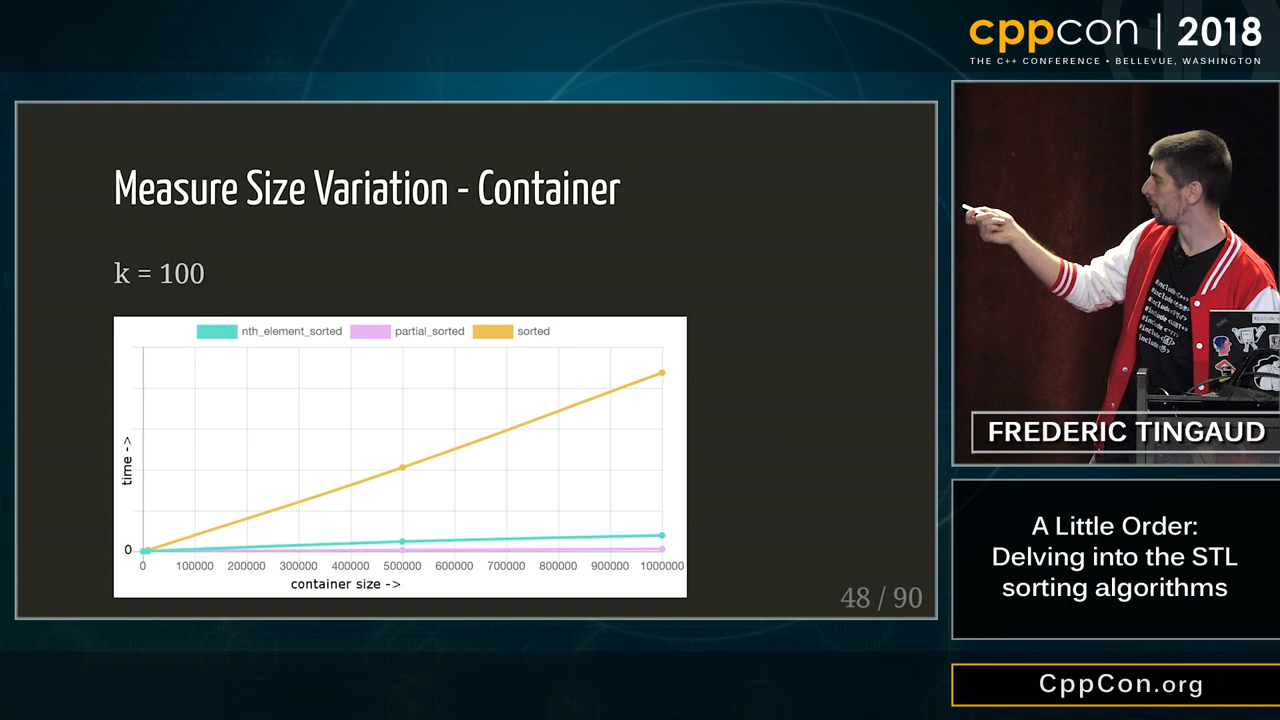 cppcon | 2018
THE C++ CONFERENCE • BELLEVUE, WASHINGTON
Measure Size Variation - Container
k = 100
nth_element_sorted partial_sorted sorted
time ->
0
0 100000 200000 300000 400000 500000 600000 700000 800000 900000 1000000
container size ->
48 / 90
FREDERIC TINGAUD
A Little Order:
Delving into the STL
sorting algorithms
CppCon.org